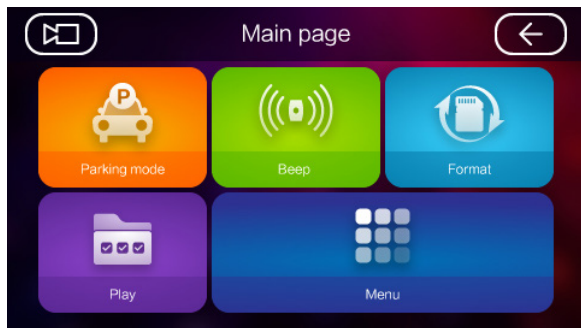 Main page
P
Parking mode
Beep
Format
Play
Menu